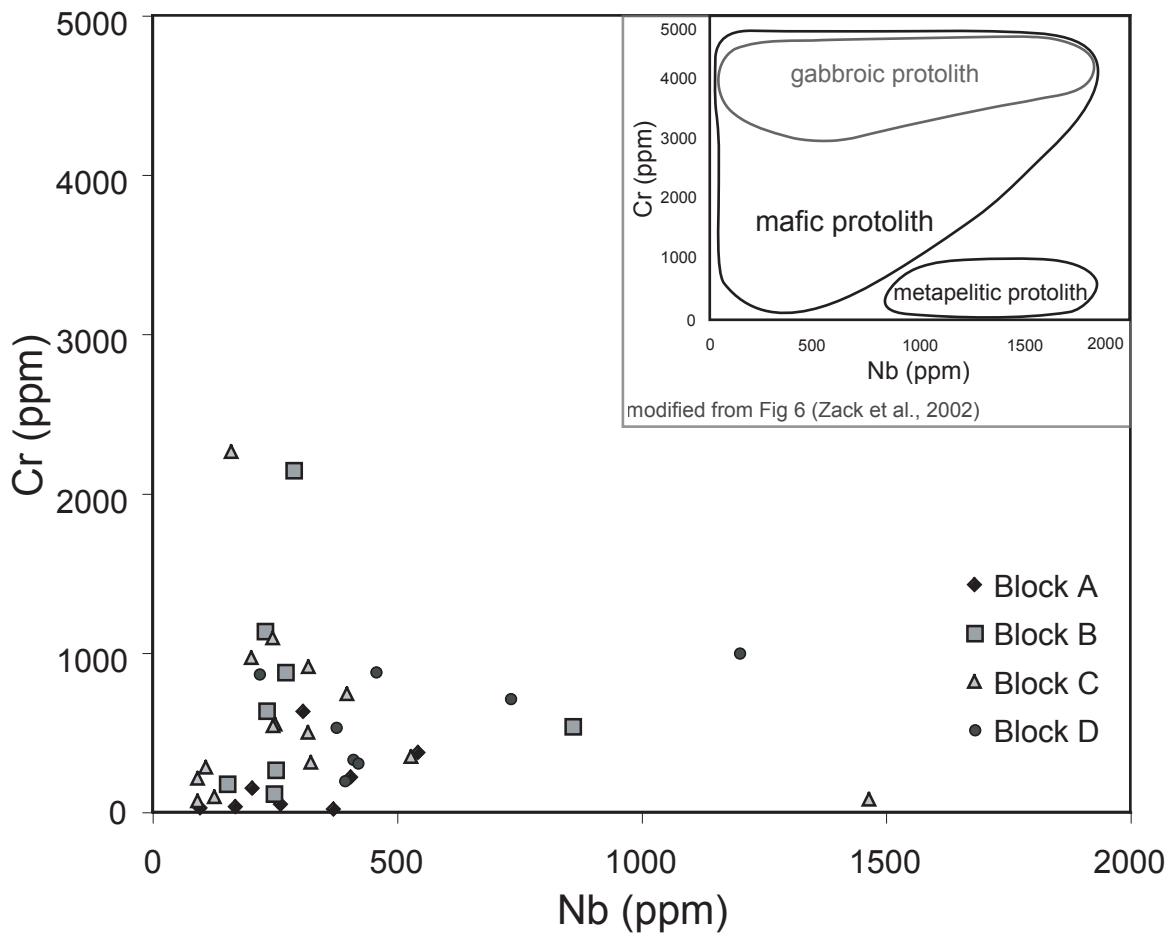 5000
4000
3000
2000
1000
0
Cr (ppm)
0
500
1000
1500
2000
Nb (ppm)
5000
4000
3000
2000
1000
0
Cr (ppm)
gabbroic protolith
mafic protolith
metapelitic protolith
0
500
1000
1500
2000
Nb (ppm)
modified from Fig 6 (Zack et al., 2002)
Block A
Block B
Block C
Block D